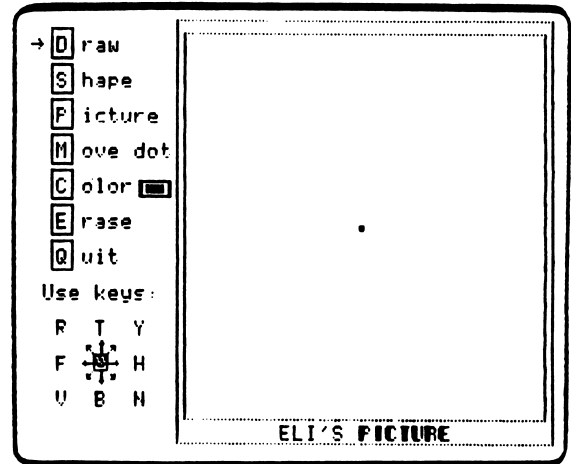 → D raw
S hape
P icture
M ove dot
C olor
E rase
Q uit
Use keys:
R T Y
F H
V B N
ELI'S PICTURE